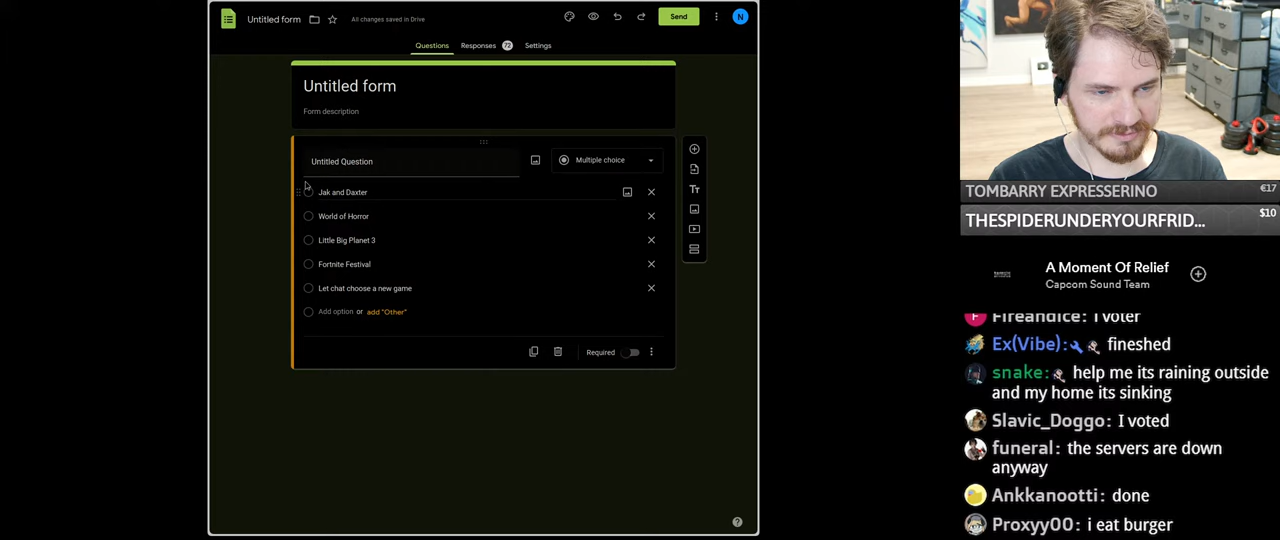 Untitled form
All changes saved in Drive
Send
N
Questions
Responses
72
Settings
Untitled form
Form description
Untitled Question
Multiple choice
Jak and Daxter
World of Horror
Little Big Planet 3
Fortnite Festival
Let chat choose a new game
Add option or add "Other"
Required
TOMBARRY EXPRESSERINO €17
THESPIDERUNDERYOURFRID... $10
A Moment Of Relief
Capcom Sound Team
Fireandice: I voter
Ex(Vibe): fineshed
snake: help me its raining outside
and my home its sinking
Slavic_Doggo: I voted
funeral: the servers are down
anyway
Ankkanootti: done
Proxyy00: i eat burger